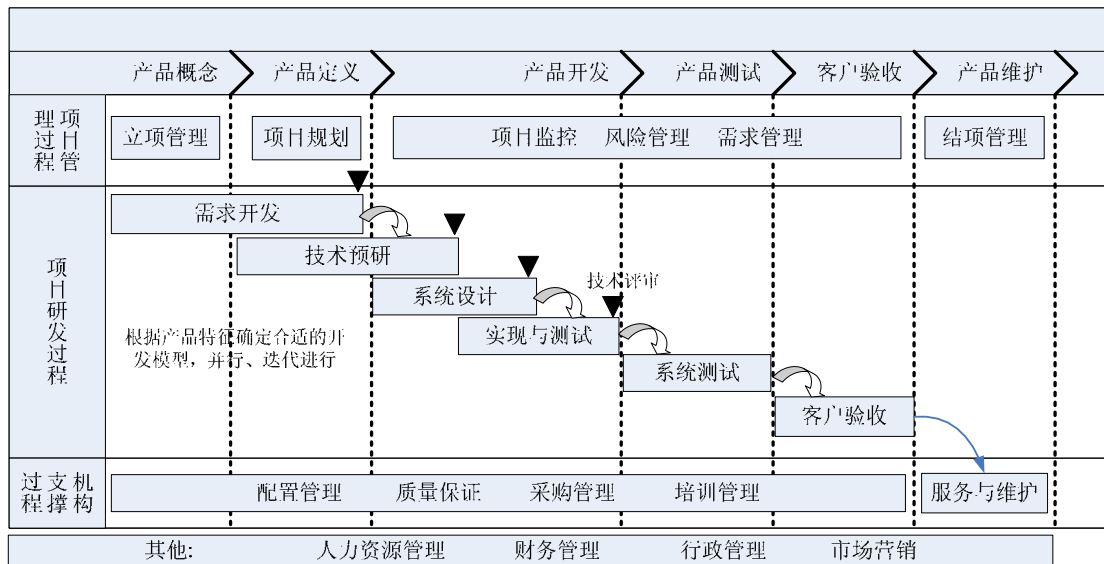 产品概念 产品定义 产品开发 产品测试 客户验收 产品维护
项目管理过程
立项管理 项目规划 项目监控 风险管理 需求管理 结项管理
项目研发过程
需求开发
技术预研
系统设计 技术评审
实现与测试
根据产品特征确定合适的开
发模型，并行、迭代进行
系统测试
客户验收
机构支撑过程
配置管理 质量保证 采购管理 培训管理 服务与维护
其他: 人力资源管理 财务管理 行政管理 市场营销